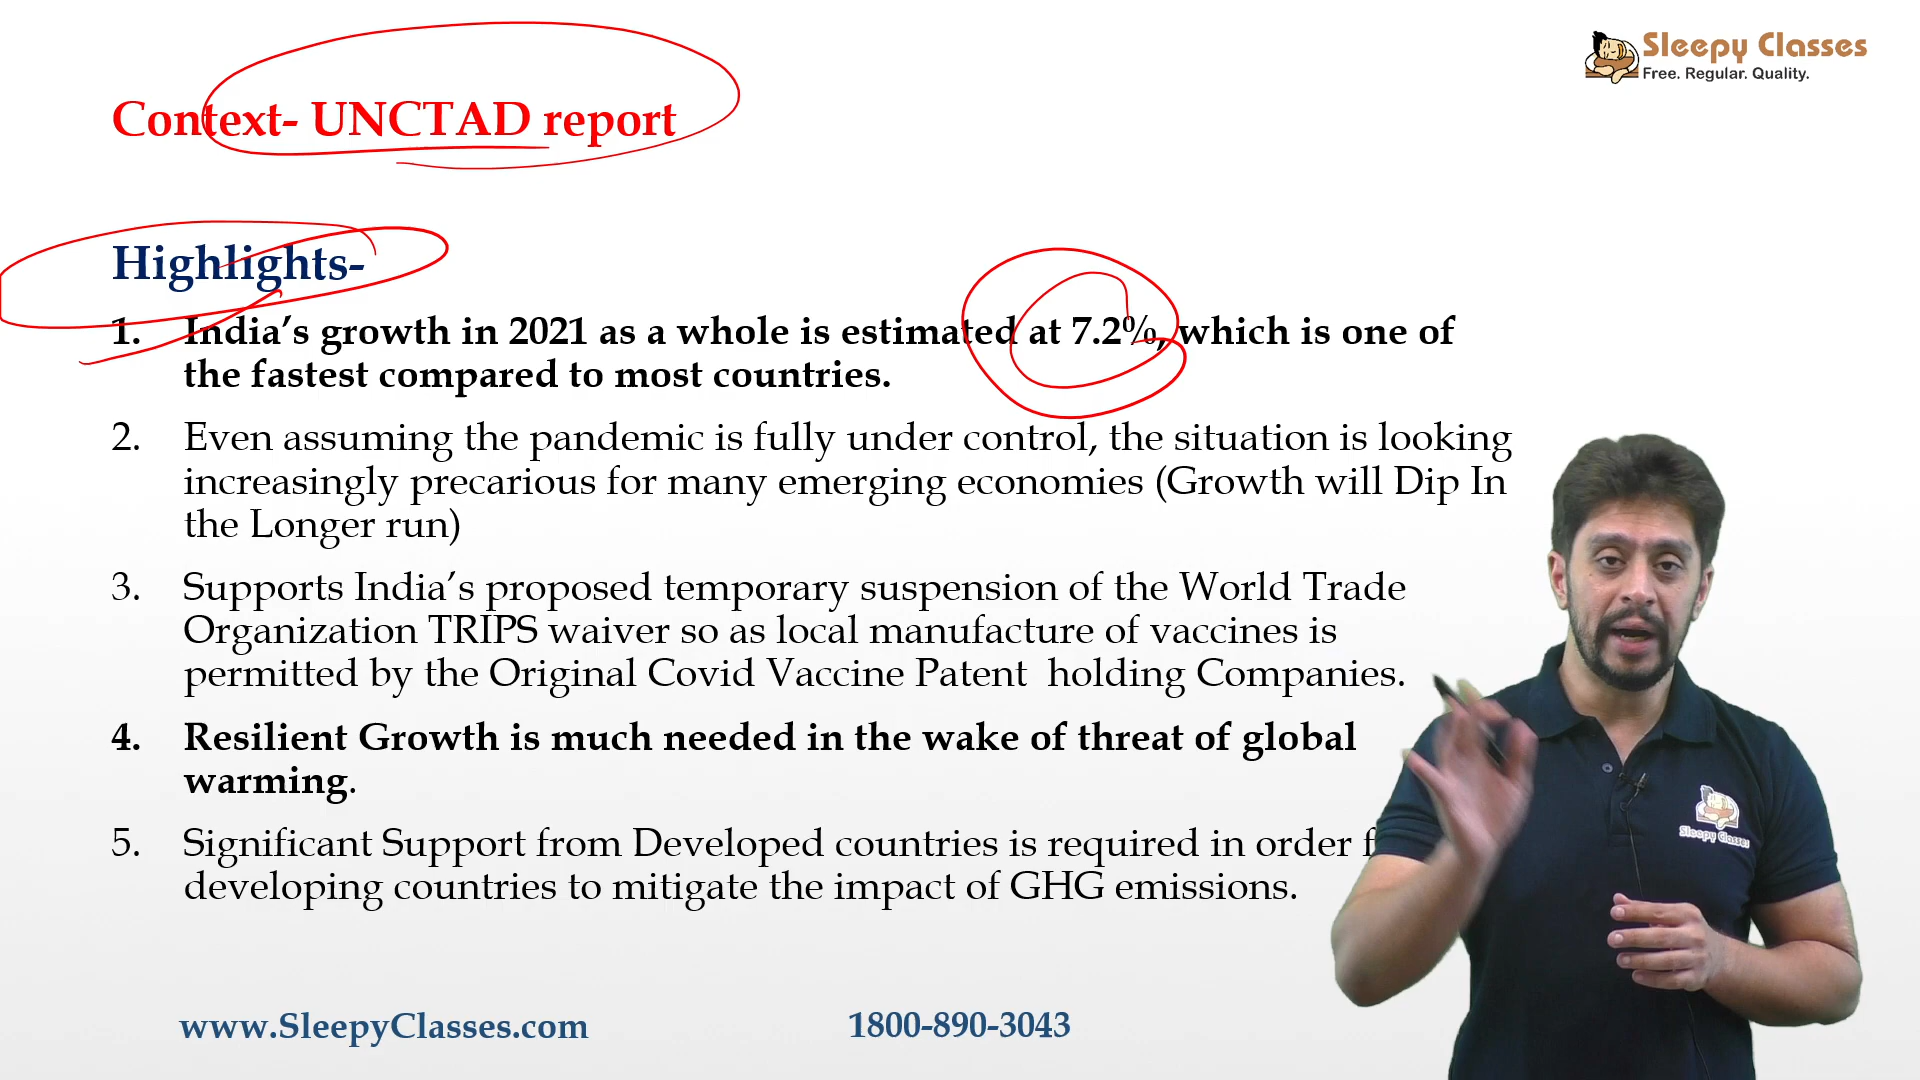 Sleepy Classes
Free. Regular. Quality.
Context- UNCTAD report
Highlights-
1. India’s growth in 2021 as a whole is estimated at 7.2%, which is one of
the fastest compared to most countries.
2. Even assuming the pandemic is fully under control, the situation is looking
increasingly precarious for many emerging economies (Growth will Dip In
the Longer run)
3. Supports India’s proposed temporary suspension of the World Trade
Organization TRIPS waiver so as local manufacture of vaccines is
permitted by the Original Covid Vaccine Patent holding Companies.
4. Resilient Growth is much needed in the wake of threat of global
warming.
5. Significant Support from Developed countries is required in order
developing countries to mitigate the impact of GHG emissions.
Sleepy Classes
www.SleepyClasses.com 1800-890-3043